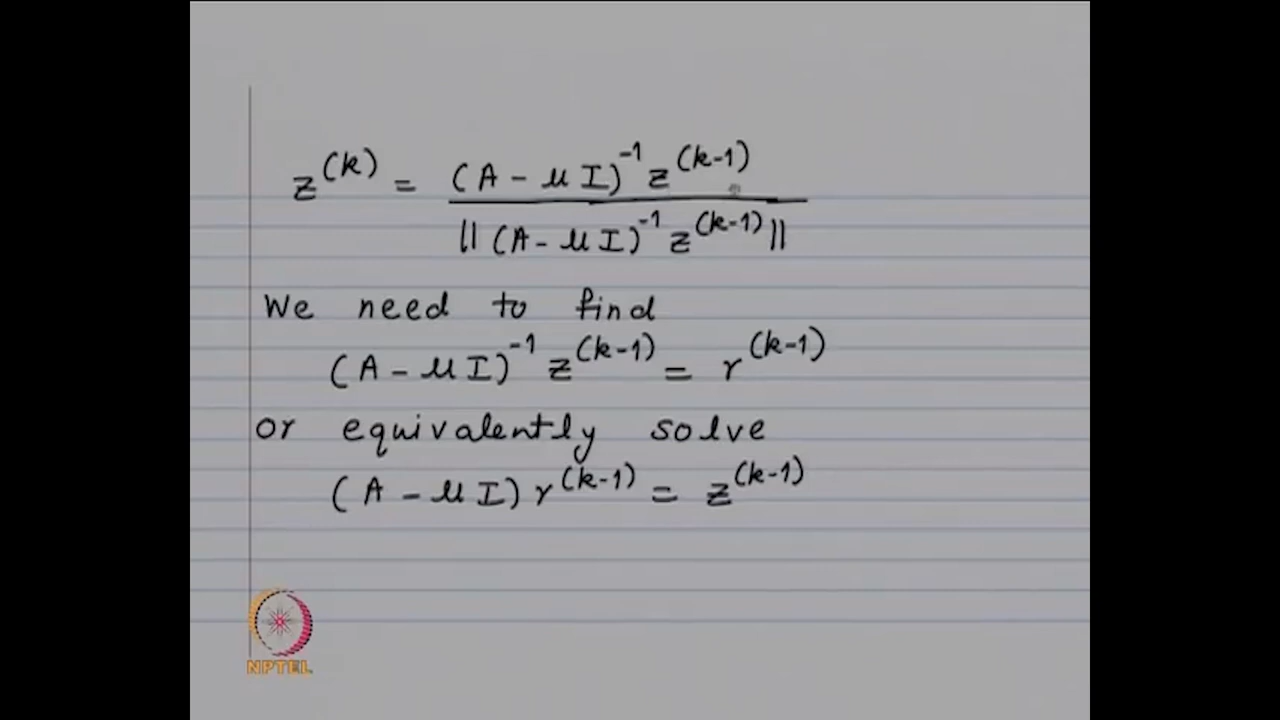 z^(k) = (A - μI)^-1 z^(k-1)
|| (A - μI)^-1 z^(k-1) ||
We need to find
(A - μI)^-1 z^(k-1) = r^(k-1)
or equivalently solve
(A - μI) r^(k-1) = z^(k-1)
NPTEL